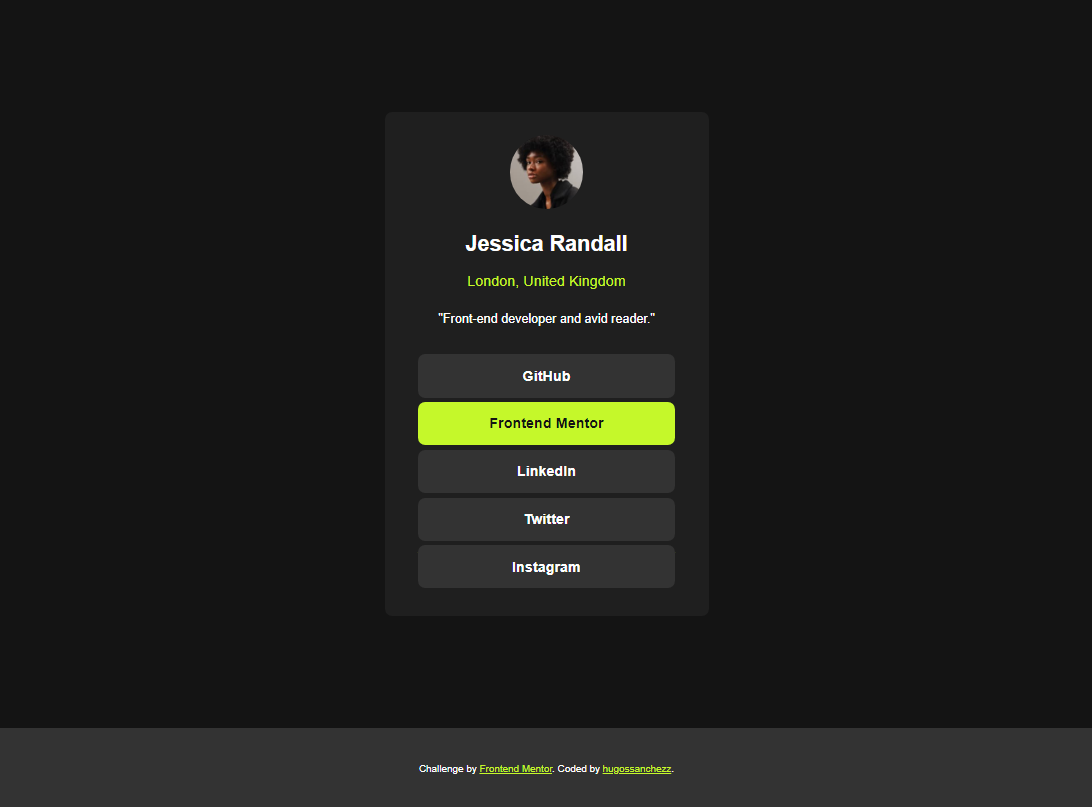 Jessica Randall
London, United Kingdom
"Front-end developer and avid reader."
GitHub
Frontend Mentor
LinkedIn
Twitter
Instagram
Challenge by Frontend Mentor. Coded by hugossanchezz.